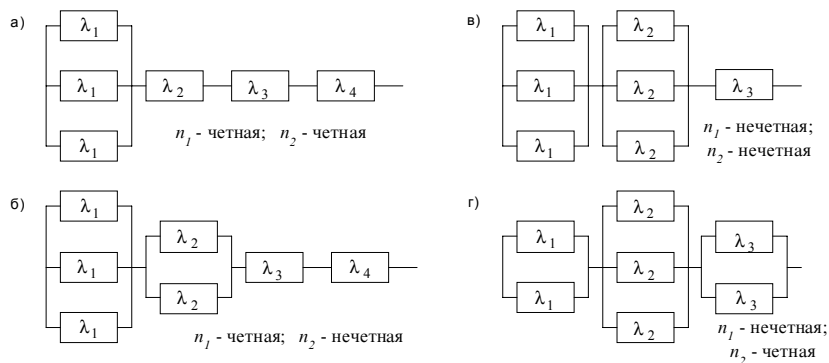 а)
λ1
λ1
λ2
λ3
λ4
λ1
n1 - четная; n2 - четная
в)
λ1
λ2
λ1
λ2
λ3
λ1
λ2
n1 - нечетная;
n2 - нечетная
б)
λ1
λ2
λ1
λ3
λ4
λ2
λ1
n1 - четная; n2 - нечетная
г)
λ2
λ1
λ3
λ2
λ1
λ3
λ2
n1 - нечетная;
n2 - четная